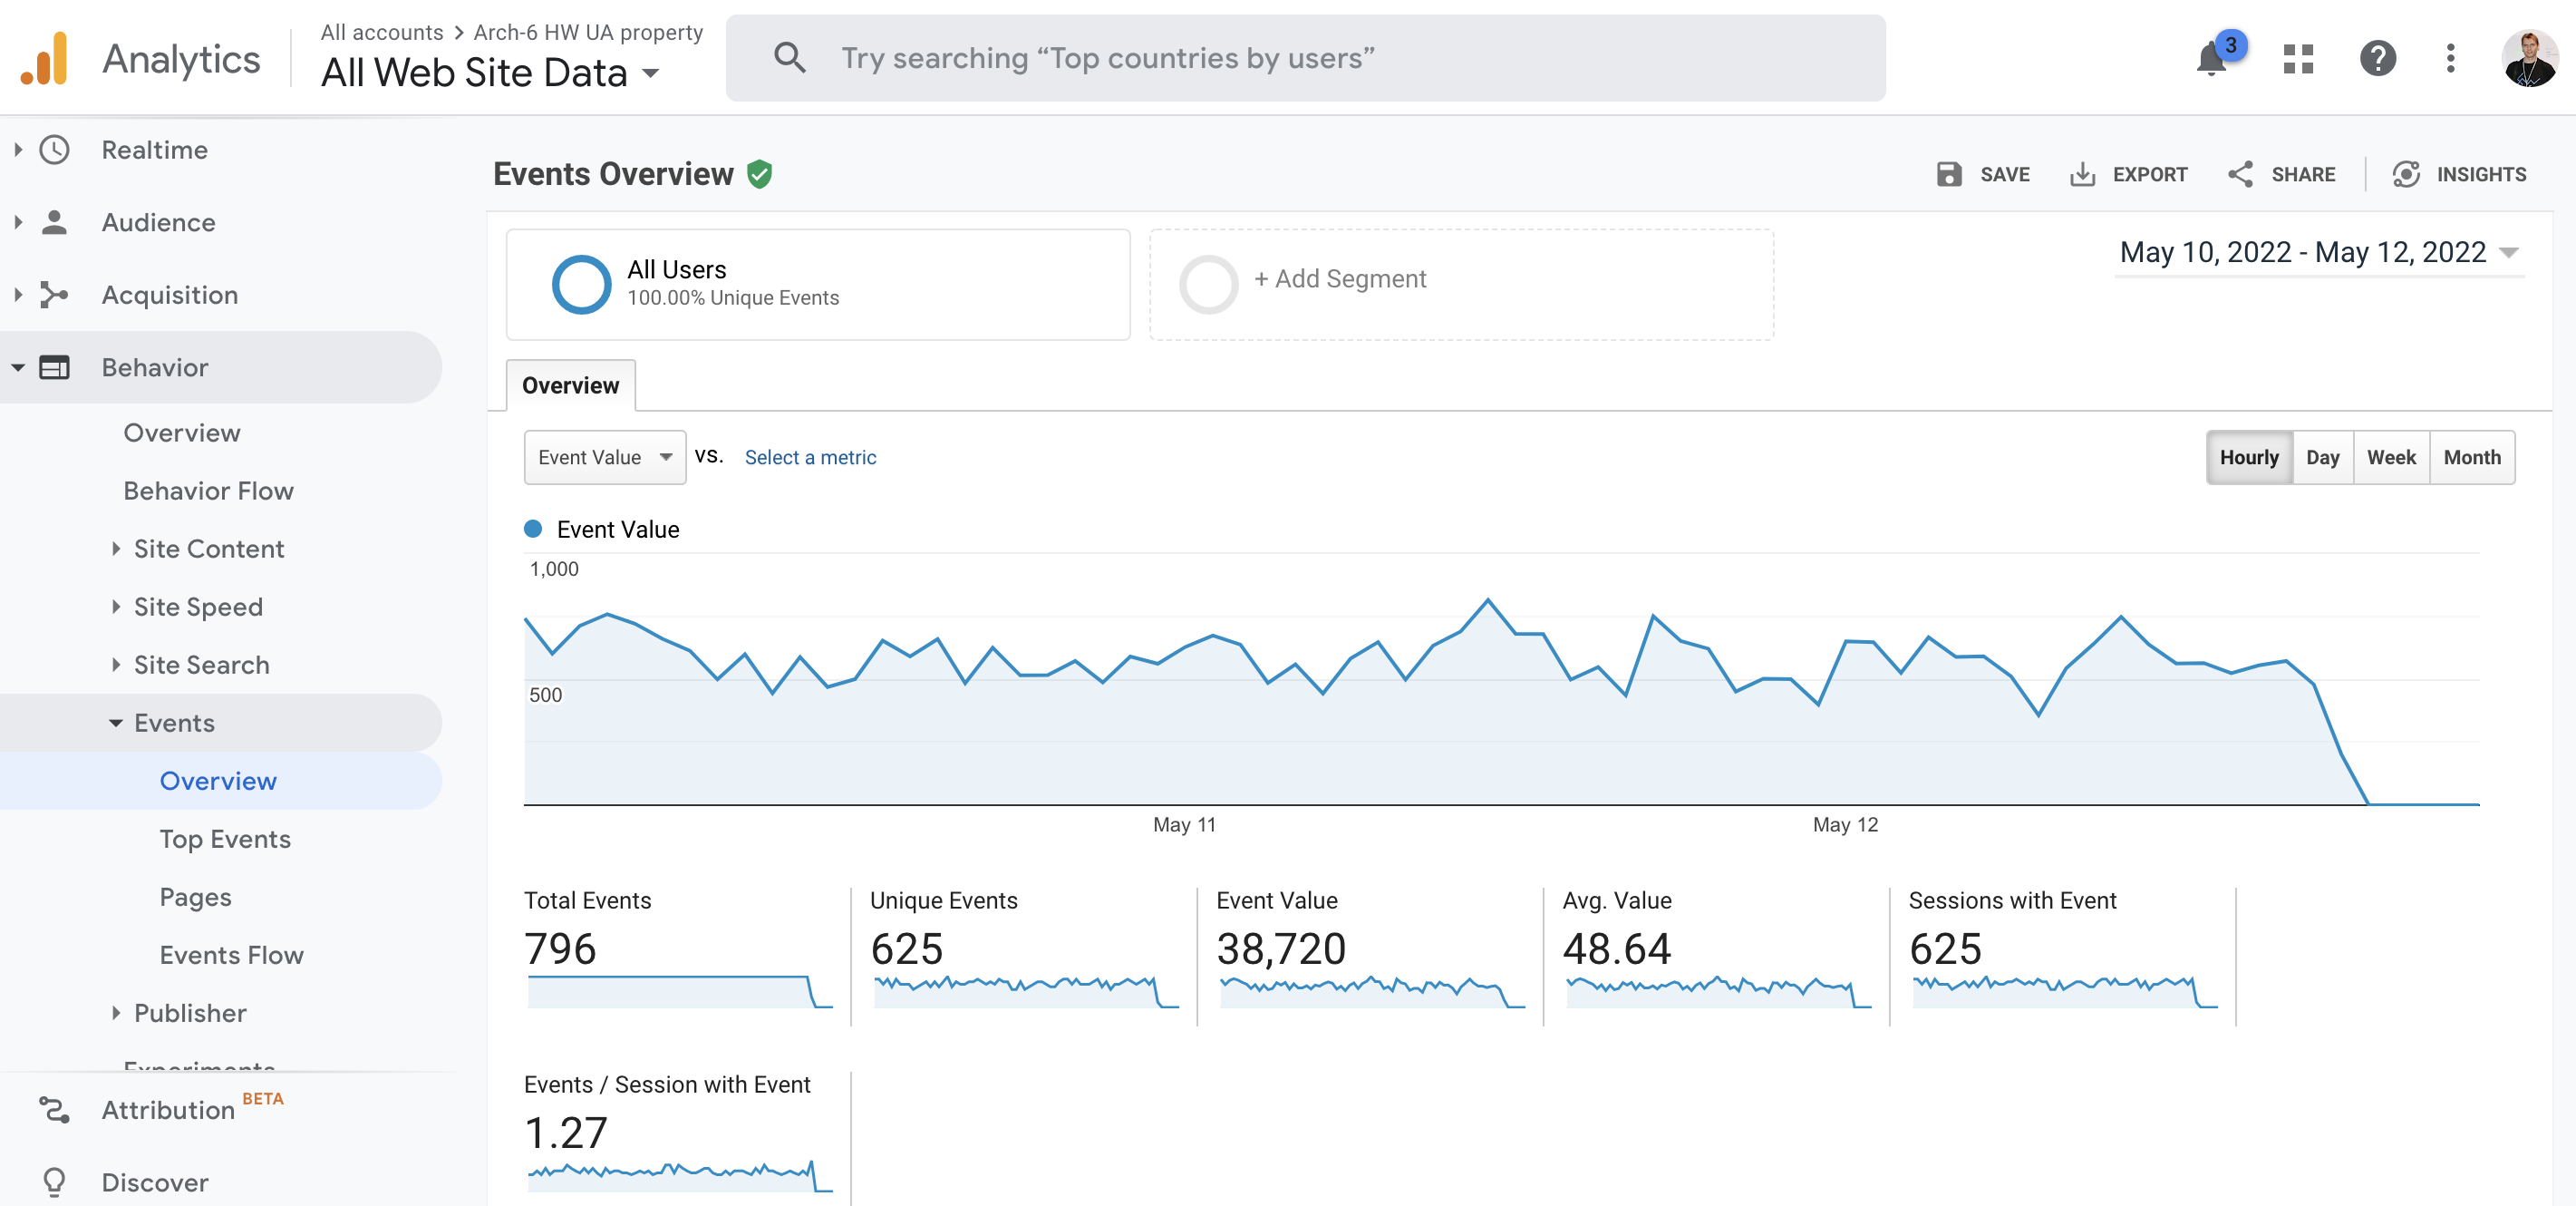 Analytics
All accounts > Arch-6 HW UA property
All Web Site Data
Try searching “Top countries by users”
3
Realtime
Audience
Acquisition
Behavior
Overview
Behavior Flow
Site Content
Site Speed
Site Search
Events
Overview
Top Events
Pages
Events Flow
Publisher
Experiments
Attribution BETA
Discover
Events Overview
SAVE
EXPORT
SHARE
INSIGHTS
All Users
100.00% Unique Events
+ Add Segment
May 10, 2022 - May 12, 2022
Overview
Event Value
vs.
Select a metric
Hourly
Day
Week
Month
Event Value
1,000
500
May 11
May 12
Total Events
796
Unique Events
625
Event Value
38,720
Avg. Value
48.64
Sessions with Event
625
Events / Session with Event
1.27